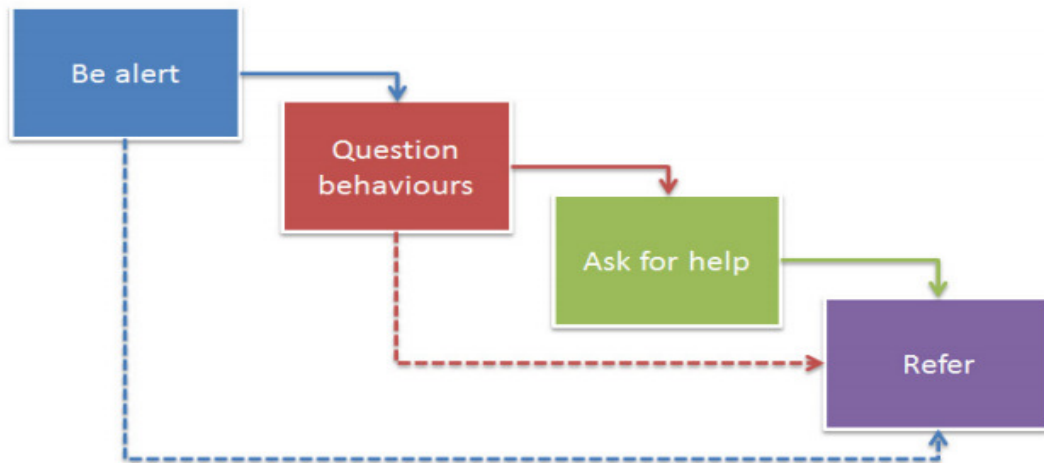 Be alert
Question
behaviours
Ask for help
Refer